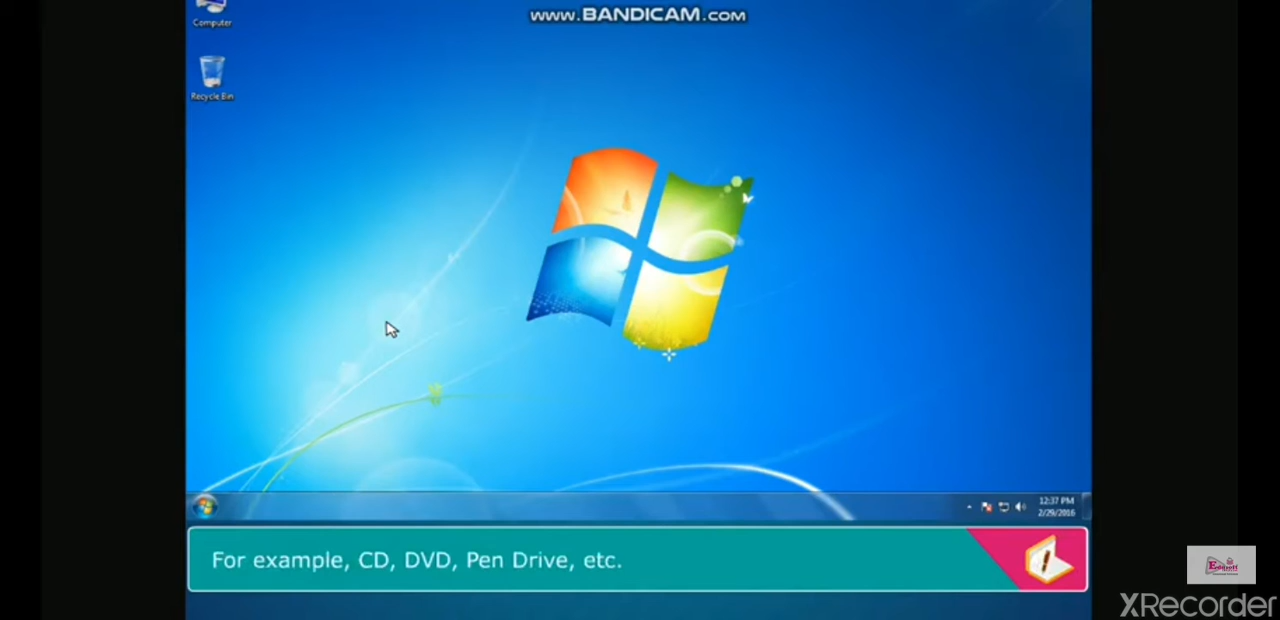 Computer
www.BANDICAM.com
Recycle Bin
12:37 PM
2/29/2016
For example, CD, DVD, Pen Drive, etc.
XRecorder